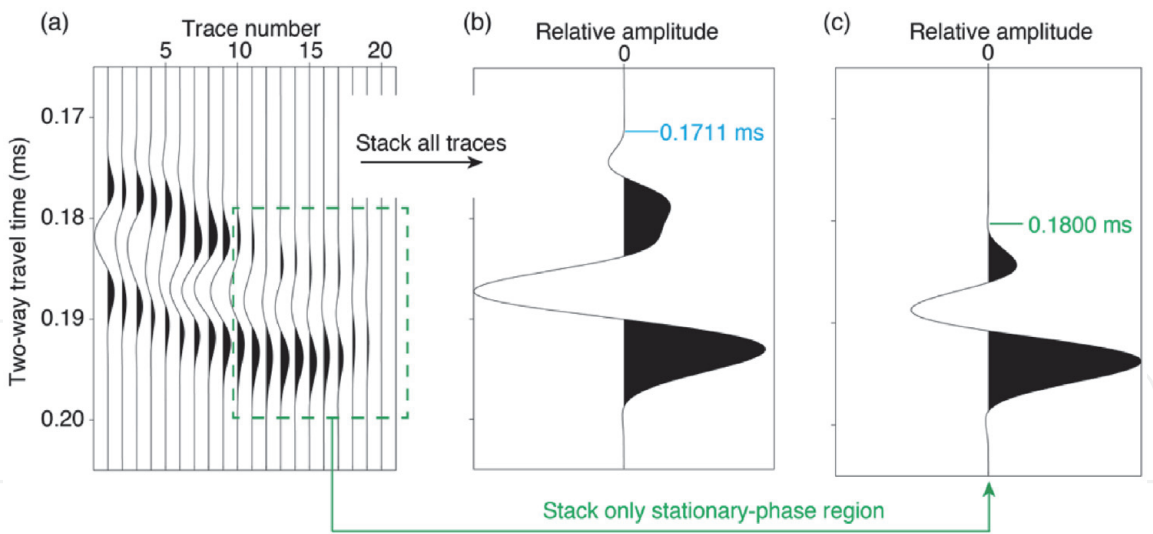 (a)
Trace number
5 10 15 20
Two-way travel time (ms)
0.17
0.18
0.19
0.20
Stack all traces
(b)
Relative amplitude
0
0.1711 ms
(c)
Relative amplitude
0
0.1800 ms
Stack only stationary-phase region